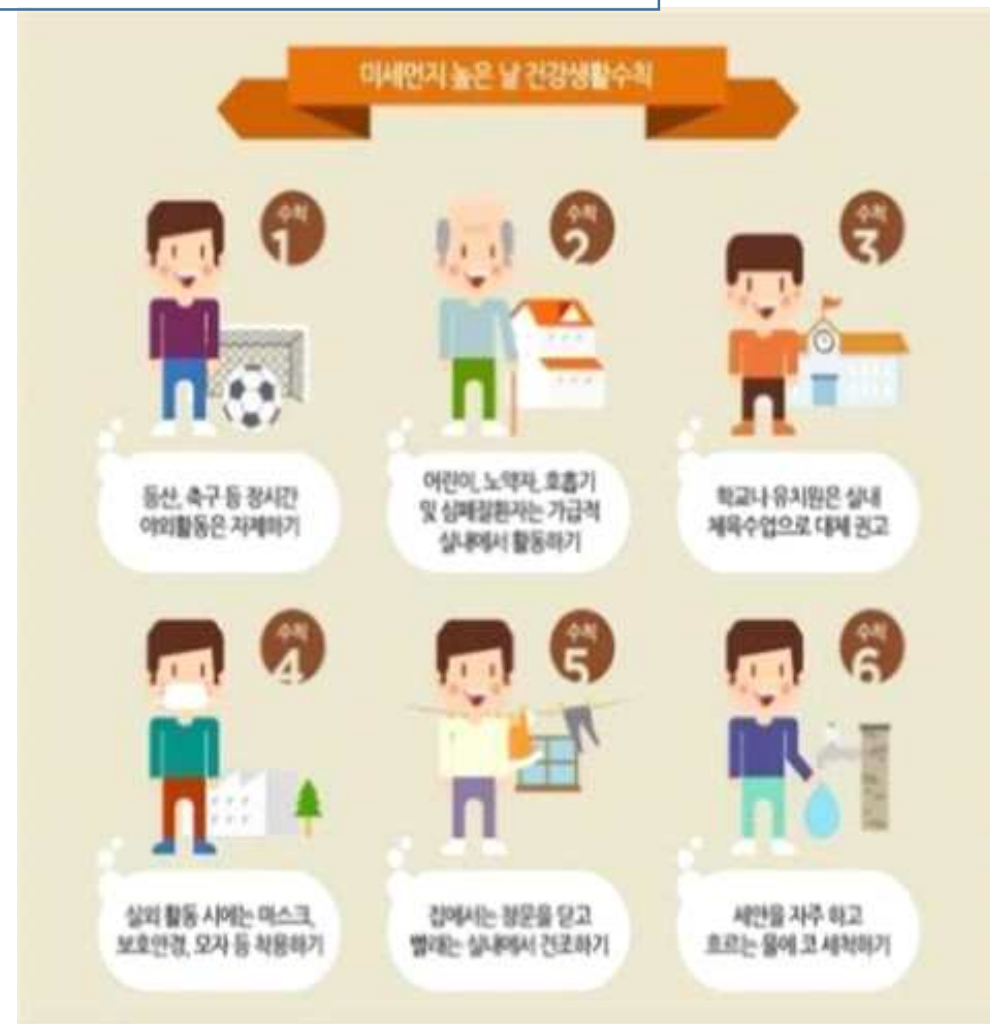 미세먼지 높은 날 건강생활수칙
수칙
1
등산, 축구 등 장시간
야외활동은 자제하기
수칙
2
어린이, 노약자, 호흡기
및 심폐질환자는 가급적
실내에서 활동하기
수칙
3
학교나 유치원은 실내
체육수업으로 대체 권고
수칙
4
실외 활동 시에는 마스크,
보호안경, 모자 등 착용하기
수칙
5
집에서는 창문을 닫고
빨래는 실내에서 건조하기
수칙
6
세안을 자주 하고
흐르는 물에 코 세척하기